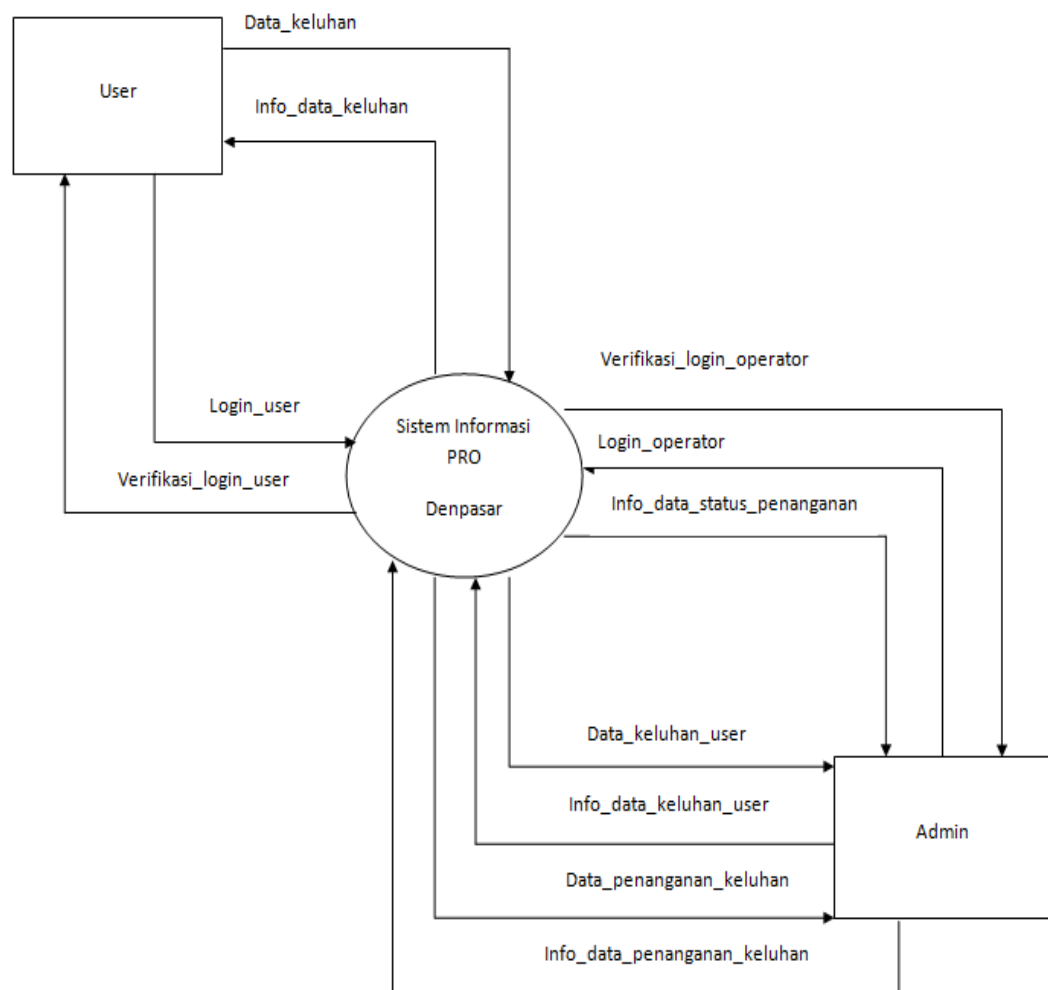 Data_keluhan
User
Info_data_keluhan
Verifikasi_login_operator
Login_user
Sistem Informasi
PRO
Denpasar
Login_operator
Verifikasi_login_user
Info_data_status_penanganan
Data_keluhan_user
Info_data_keluhan_user
Admin
Data_penanganan_keluhan
Info_data_penanganan_keluhan